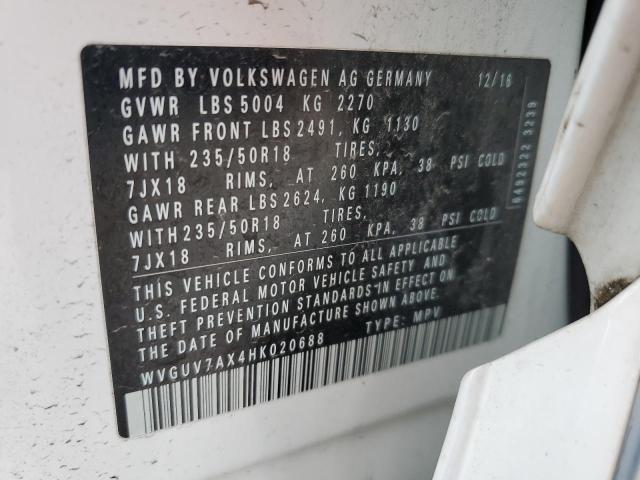 MFD BY VOLKSWAGEN AG GERMANY 12/16
GVWR LBS 5004 KG 2270
GAWR FRONT LBS 2491, KG 1130
WITH 235/50R18 TIRES,
7JX18 RIMS, AT 260 KPA, 38 PSI COLD
GAWR REAR LBS 2624, KG 1190
WITH 235/50R18 TIRES,
7JX18 RIMS, AT 260 KPA, 38 PSI COLD
THIS VEHICLE CONFORMS TO ALL APPLICABLE
U.S. FEDERAL MOTOR VEHICLE SAFETY AND
THEFT PREVENTION STANDARDS IN EFFECT ON
THE DATE OF MANUFACTURE SHOWN ABOVE.
WVGUV7AX4HK020688 TYPE: MPV
6492322 3239